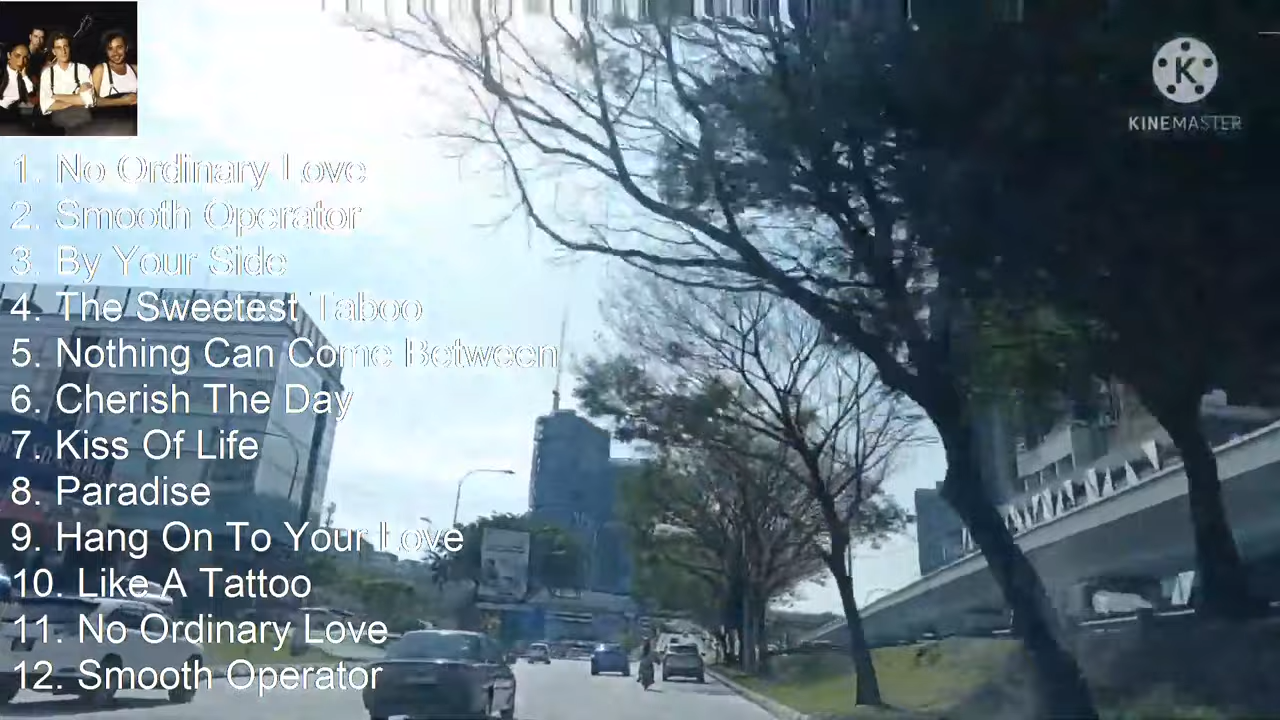 KINEMASTER
1. No Ordinary Love
2. Smooth Operator
3. By Your Side
4. The Sweetest Taboo
5. Nothing Can Come Between
6. Cherish The Day
7. Kiss Of Life
8. Paradise
9. Hang On To Your Love
10. Like A Tattoo
11. No Ordinary Love
12. Smooth Operator